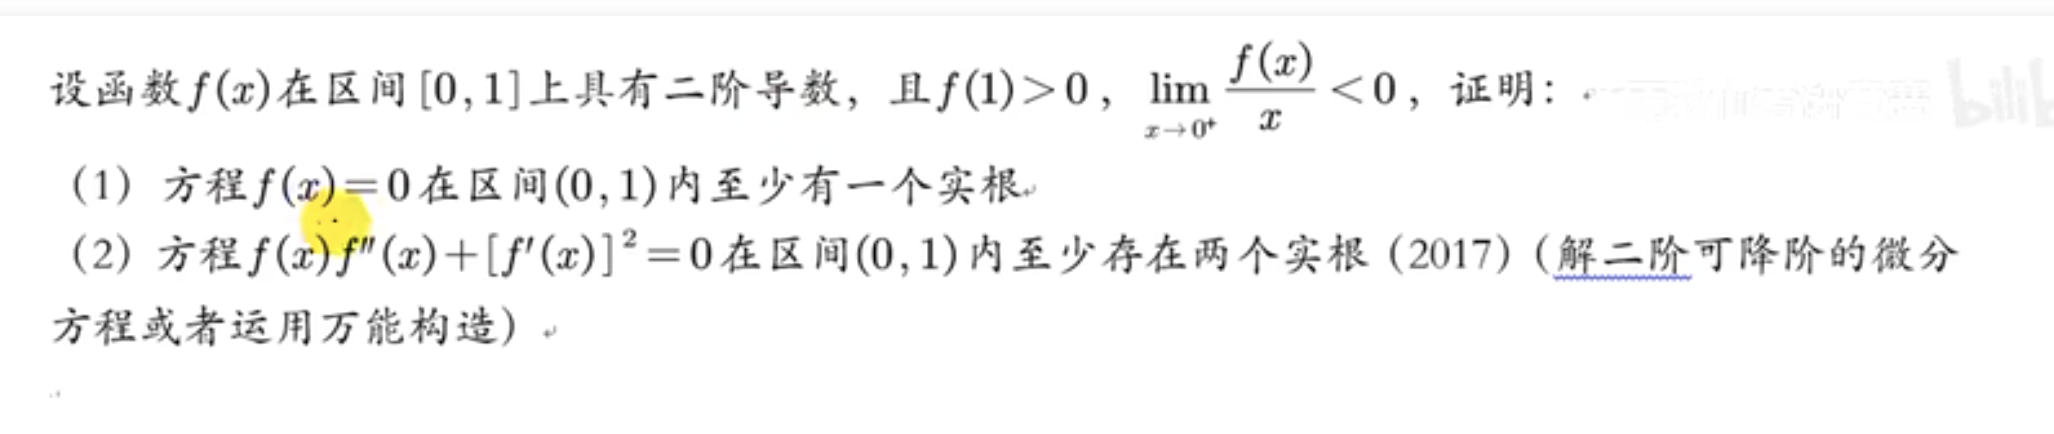 设函数f(x)在区间[0,1]上具有二阶导数，且f(1)>0，lim_{x→0⁺} f(x)/x <0，证明：
（1）方程f(x)=0在区间(0,1)内至少有一个实根
（2）方程f(x)f″(x)+[f′(x)]²=0在区间(0,1)内至少存在两个实根（2017）（解二阶可降阶的微分
方程或者运用万能构造）